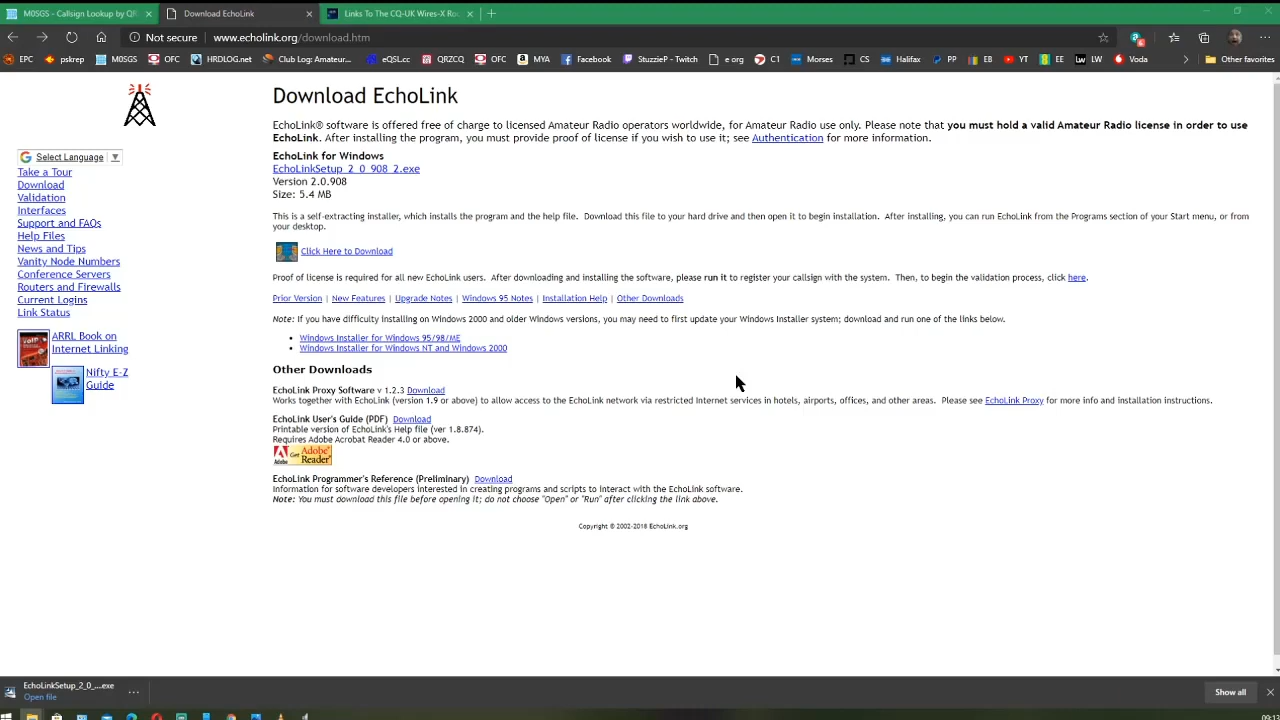 M0SGS - Callsign Lookup by QR
Download EchoLink
Links To The CQ-UK Wires-X Ro
Not secure www.echolink.org/download.htm
EPC pskrep M0SGS OFC HRDLOG.net Club Log: Amateur... eQSL.cc QRZCQ OFC MYA Facebook StuzzieP - Twitch e org C1 Morses CS Halifax PP EB YT EE LW Voda Other favorites
Download EchoLink
EchoLink® software is offered free of charge to licensed Amateur Radio operators worldwide, for Amateur Radio use only. Please note that you must hold a valid Amateur Radio license in order to use
EchoLink. After installing the program, you must provide proof of license if you wish to use it; see Authentication for more information.
EchoLink for Windows
EchoLinkSetup_2_0_908_2.exe
Version 2.0.908
Size: 5.4 MB
This is a self-extracting installer, which installs the program and the help file. Download this file to your hard drive and then open it to begin installation. After installing, you can run EchoLink from the Programs section of your Start menu, or from
your desktop.
Click Here to Download
Proof of license is required for all new EchoLink users. After downloading and installing the software, please run it to register your callsign with the system. Then, to begin the validation process, click here.
Prior Version | New Features | Upgrade Notes | Windows 95 Notes | Installation Help | Other Downloads
Note: If you have difficulty installing on Windows 2000 and older Windows versions, you may need to first update your Windows Installer system; download and run one of the links below.
Windows Installer for Windows 95/98/ME
Windows Installer for Windows NT and Windows 2000
Other Downloads
EchoLink Proxy Software v 1.2.3 Download
Works together with EchoLink (version 1.9 or above) to allow access to the EchoLink network via restricted Internet services in hotels, airports, offices, and other areas. Please see EchoLink Proxy for more info and installation instructions.
EchoLink User's Guide (PDF) Download
Printable version of EchoLink's Help file (ver 1.8.874).
Requires Adobe Acrobat Reader 4.0 or above.
Get Adobe Reader
EchoLink Programmer's Reference (Preliminary) Download
Information for software developers interested in creating programs and scripts to interact with the EchoLink software.
Note: You must download this file before opening it; do not choose "Open" or "Run" after clicking the link above.
Copyright © 2002-2018 EchoLink.org
Select Language
Take a Tour
Download
Validation
Interfaces
Support and FAQs
Help Files
News and Tips
Vanity Node Numbers
Conference Servers
Routers and Firewalls
Current Logins
Link Status
ARRL Book on
Internet Linking
Nifty E-Z
Guide
EchoLinkSetup_2_0_....exe
Open file
Show all